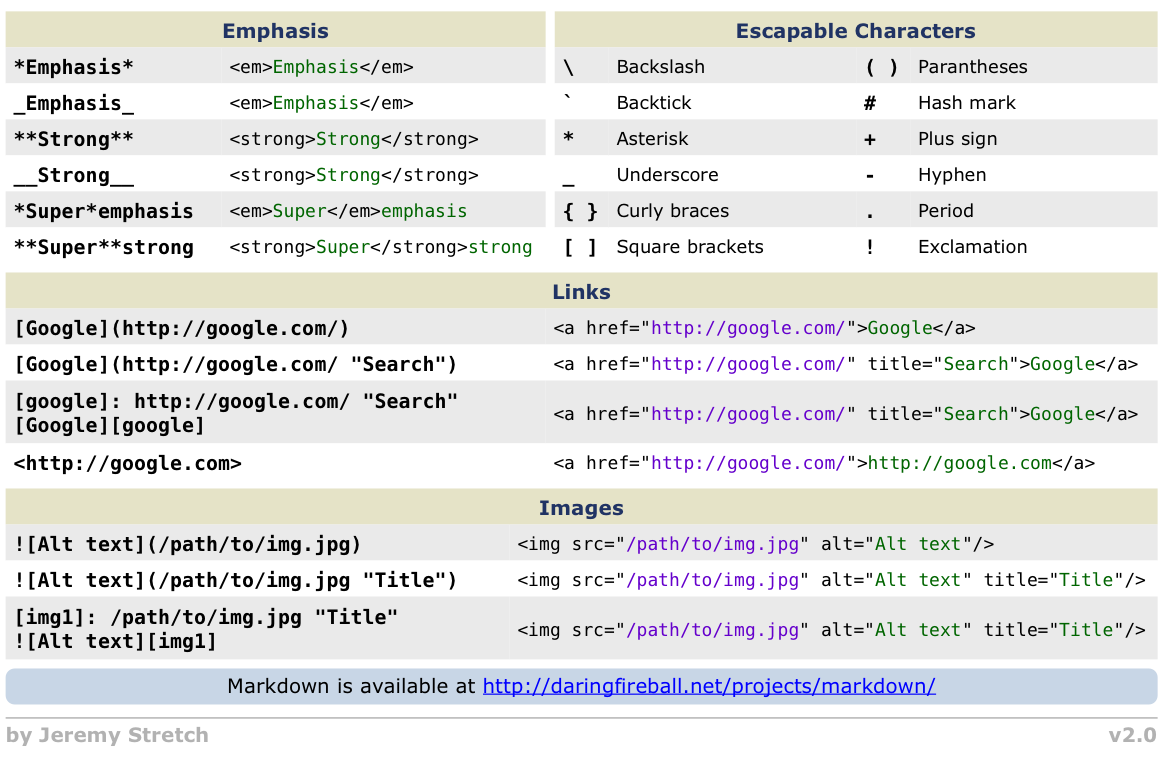 Emphasis
*Emphasis* <em>Emphasis</em>
_Emphasis_ <em>Emphasis</em>
**Strong** <strong>Strong</strong>
__Strong__ <strong>Strong</strong>
*Super*emphasis <em>Super</em>emphasis
**Super**strong <strong>Super</strong>strong
Escapable Characters
\ Backslash ( ) Parantheses
` Backtick # Hash mark
* Asterisk + Plus sign
_ Underscore - Hyphen
{ } Curly braces . Period
[ ] Square brackets ! Exclamation
Links
[Google](http://google.com/) <a href="http://google.com/">Google</a>
[Google](http://google.com/ "Search") <a href="http://google.com/" title="Search">Google</a>
[google]: http://google.com/ "Search"
[Google][google]
<a href="http://google.com/" title="Search">Google</a>
<http://google.com> <a href="http://google.com/">http://google.com</a>
Images
![Alt text](/path/to/img.jpg) <img src="/path/to/img.jpg" alt="Alt text"/>
![Alt text](/path/to/img.jpg "Title") <img src="/path/to/img.jpg" alt="Alt text" title="Title"/>
[img1]: /path/to/img.jpg "Title"
![Alt text][img1]
<img src="/path/to/img.jpg" alt="Alt text" title="Title"/>
Markdown is available at http://daringfireball.net/projects/markdown/
by Jeremy Stretch v2.0